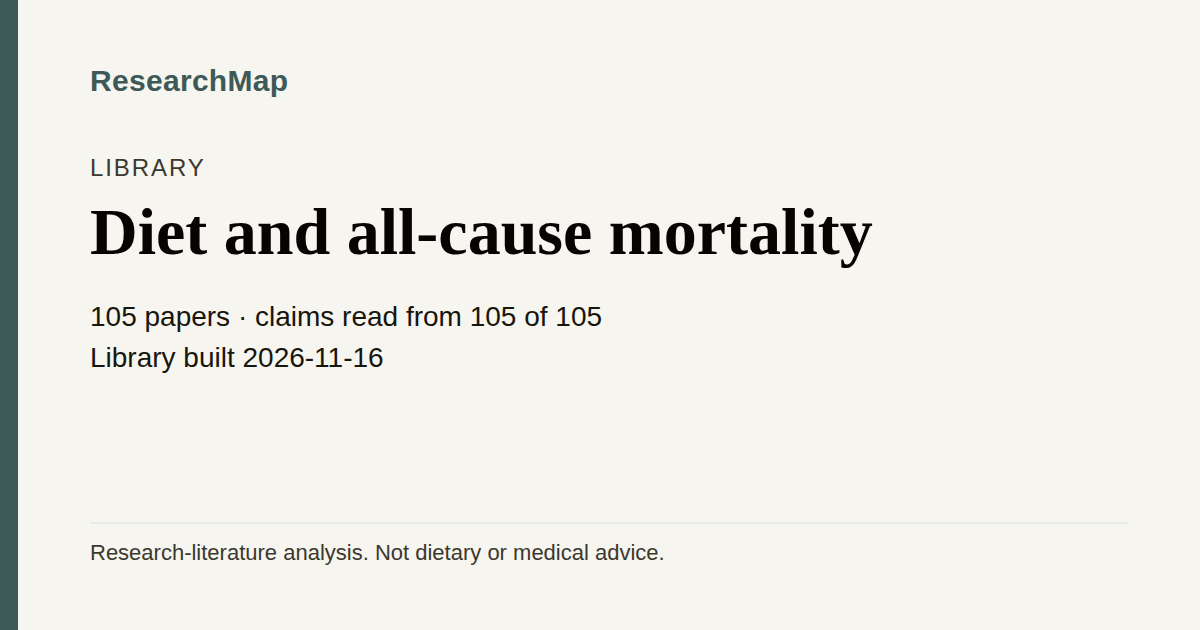 ResearchMap
LIBRARY
Diet and all-cause mortality
105 papers · claims read from 105 of 105
Library built 2026-11-16
Research-literature analysis. Not dietary or medical advice.